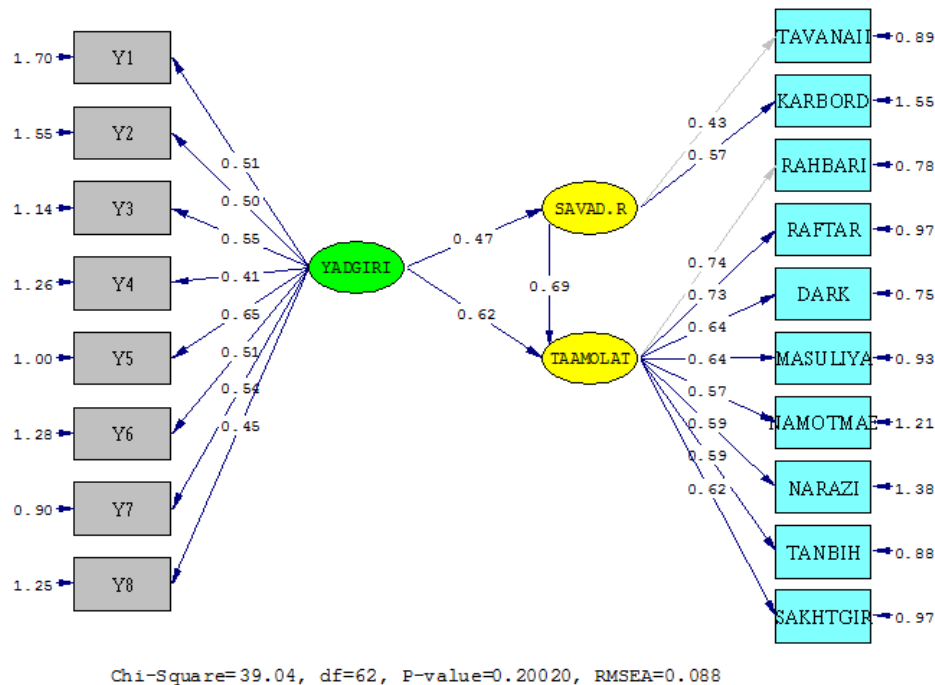 1.70 Y1
1.55 Y2
1.14 Y3
1.26 Y4
1.00 Y5
1.28 Y6
0.90 Y7
1.25 Y8
0.51
0.50
0.55
0.41
0.65
0.51
0.54
0.45
YADGIRI
0.47
0.62
SAVAD.R
0.69
TAAMOLAT
0.43
0.57
0.74
0.73
0.64
0.64
0.57
0.59
0.59
0.62
TAVANAII 0.89
KARBORD 1.55
RAHBARI 0.78
RAFTAR 0.97
DARK 0.75
MASULIYA 0.93
NAMOTMAE 1.21
NARAZI 1.38
TANBIH 0.88
SAKHTGIR 0.97
Chi-Square=39.04, df=62, P-value=0.20020, RMSEA=0.088